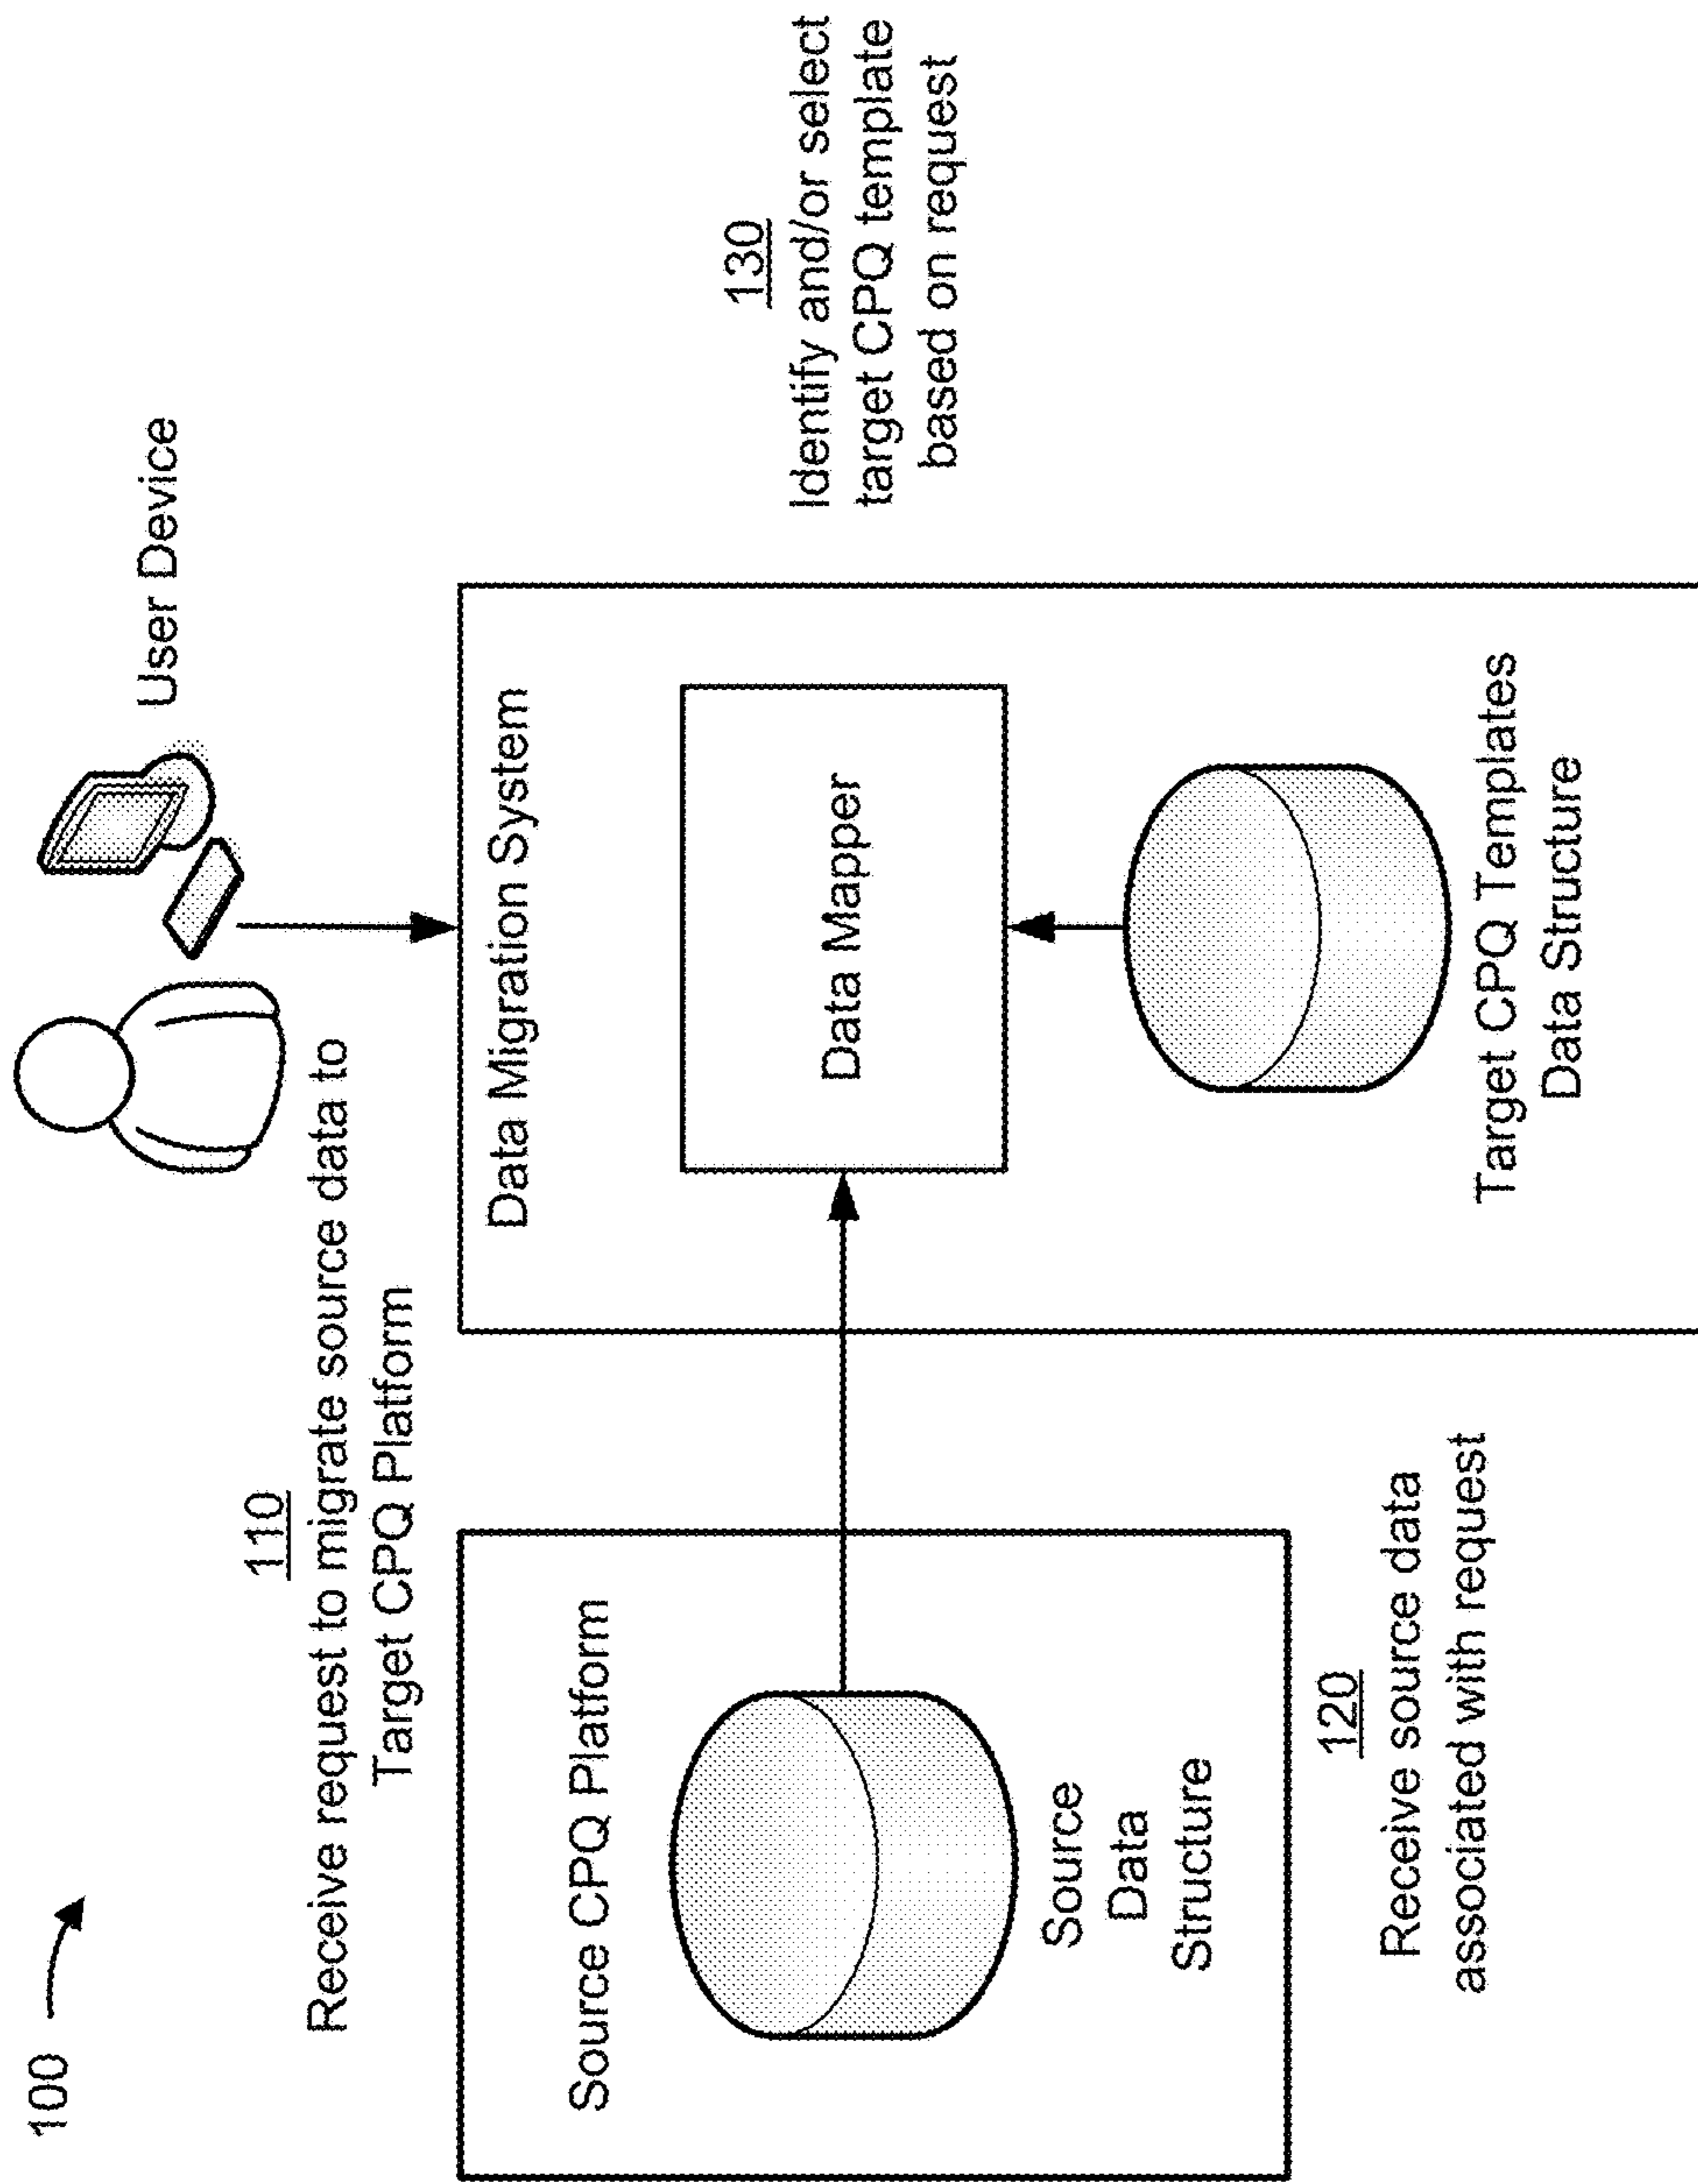 100
110
Receive request to migrate source data to
Target CPQ Platform
User Device
Source CPQ Platform
Source
Data
Structure
120
Receive source data
associated with request
Data Migration System
Data Mapper
Target CPQ Templates
Data Structure
130
Identify and/or select
target CPQ template
based on request